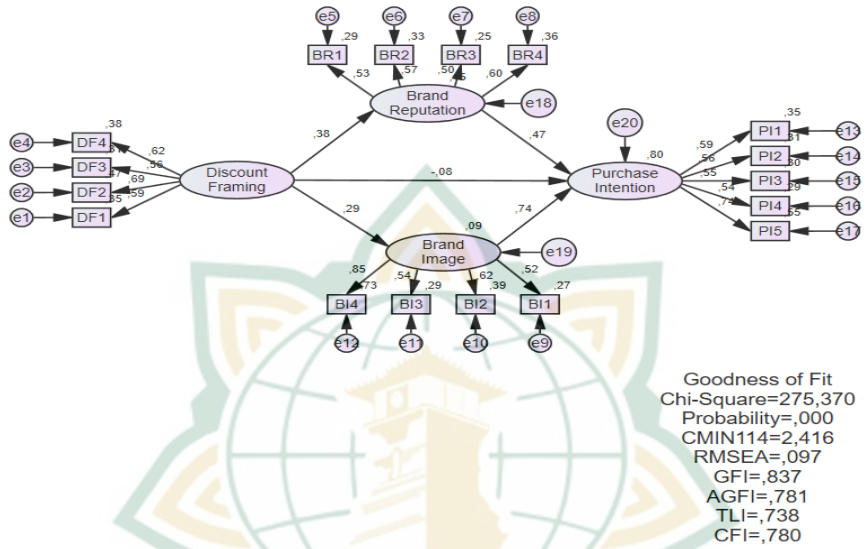 e5 e6 e7 e8
,29 ,33 ,25 ,36
BR1 BR2 BR3 BR4
,53 ,57 ,50 ,60
Brand
Reputation
e18
e20
,38
e4 DF4 ,62
e3 DF3 ,56
e2 DF2 ,69
e1 DF1 ,59
,35
Discount
Framing
,38
,47
-,08
,29
,74
Purchase
Intention
,80
,35
,59 PI1 e13
,56 PI2 e14
,55 PI3 e15
,54 PI4 e16
PI5 e17
,09
Brand
Image
e19
,85 ,54 ,62 ,52
,73 ,29 ,39 ,27
BI4 BI3 BI2 BI1
e12 e11 e10 e9
Goodness of Fit
Chi-Square=275,370
Probability=,000
CMIN114=2,416
RMSEA=,097
GFI=,837
AGFI=,781
TLI=,738
CFI=,780